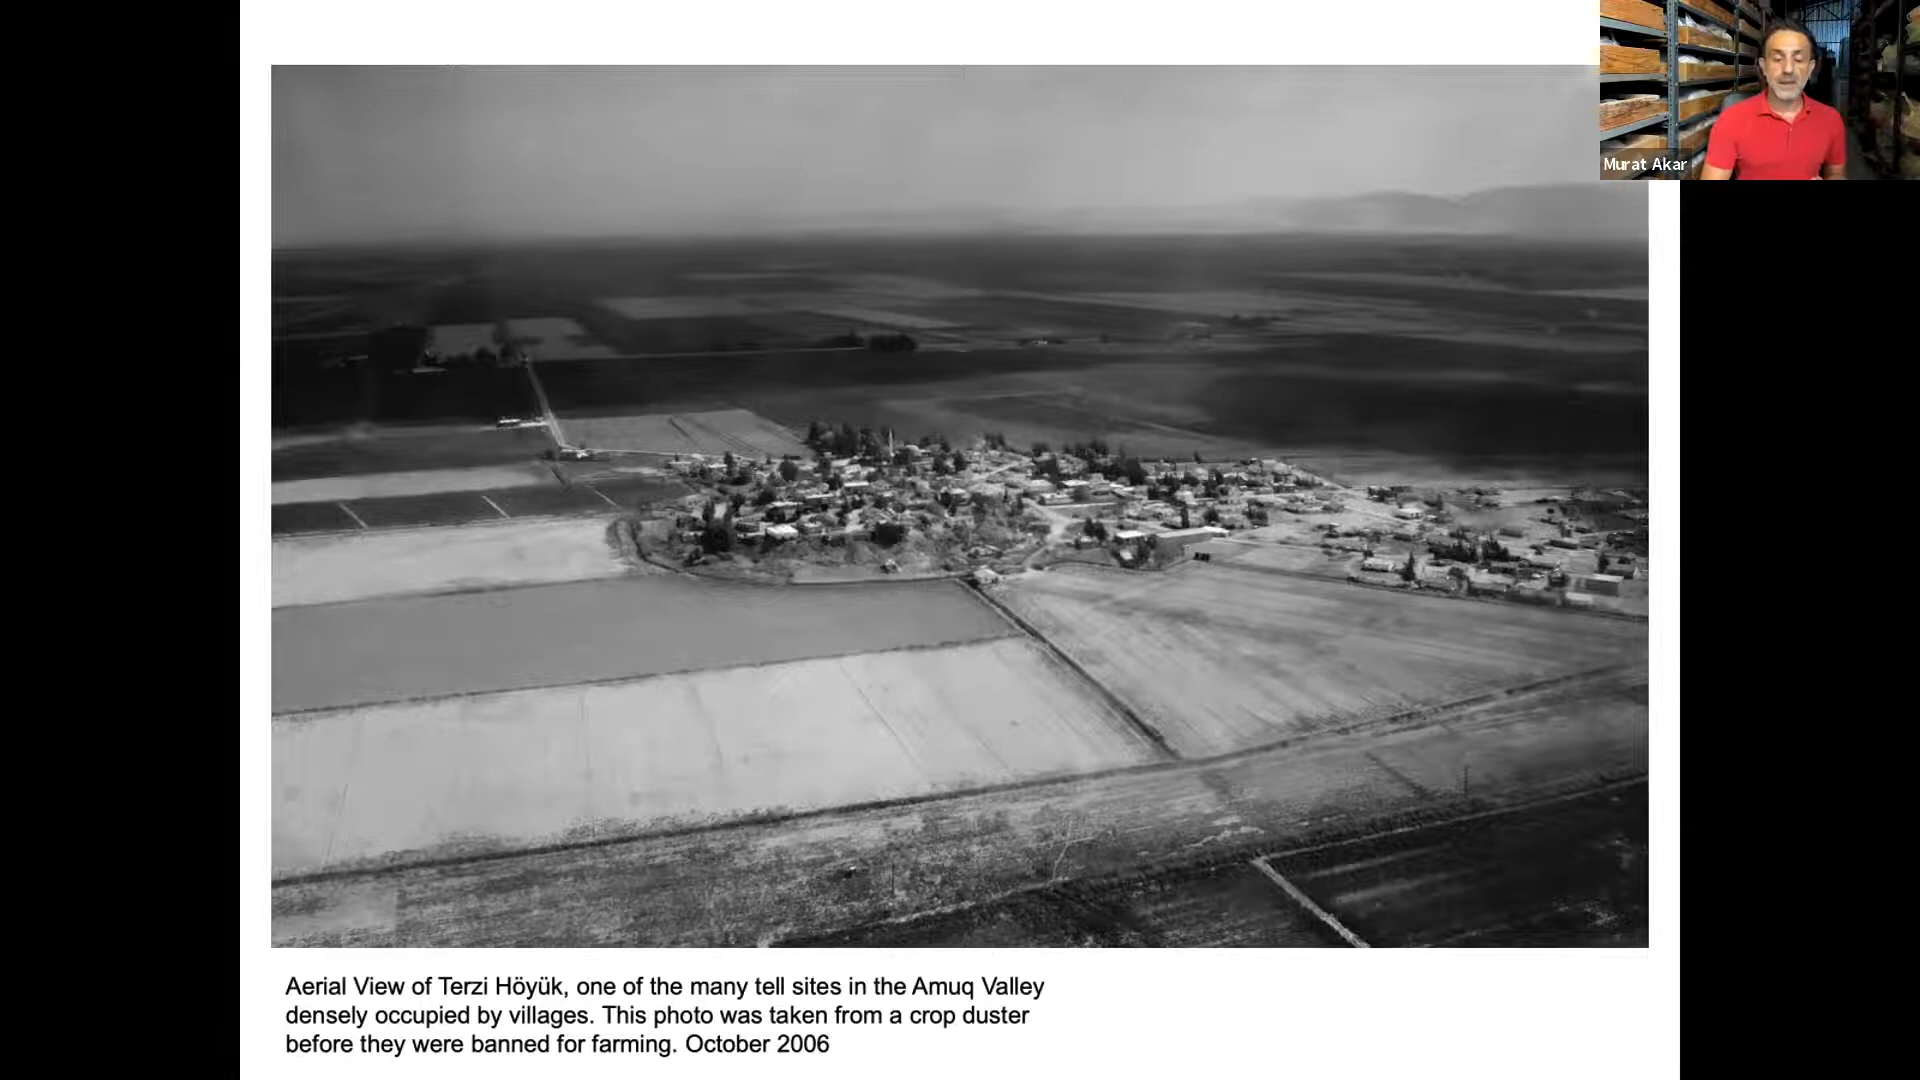 Murat Akar
Aerial View of Terzi Höyük, one of the many tell sites in the Amuq Valley
densely occupied by villages. This photo was taken from a crop duster
before they were banned for farming. October 2006